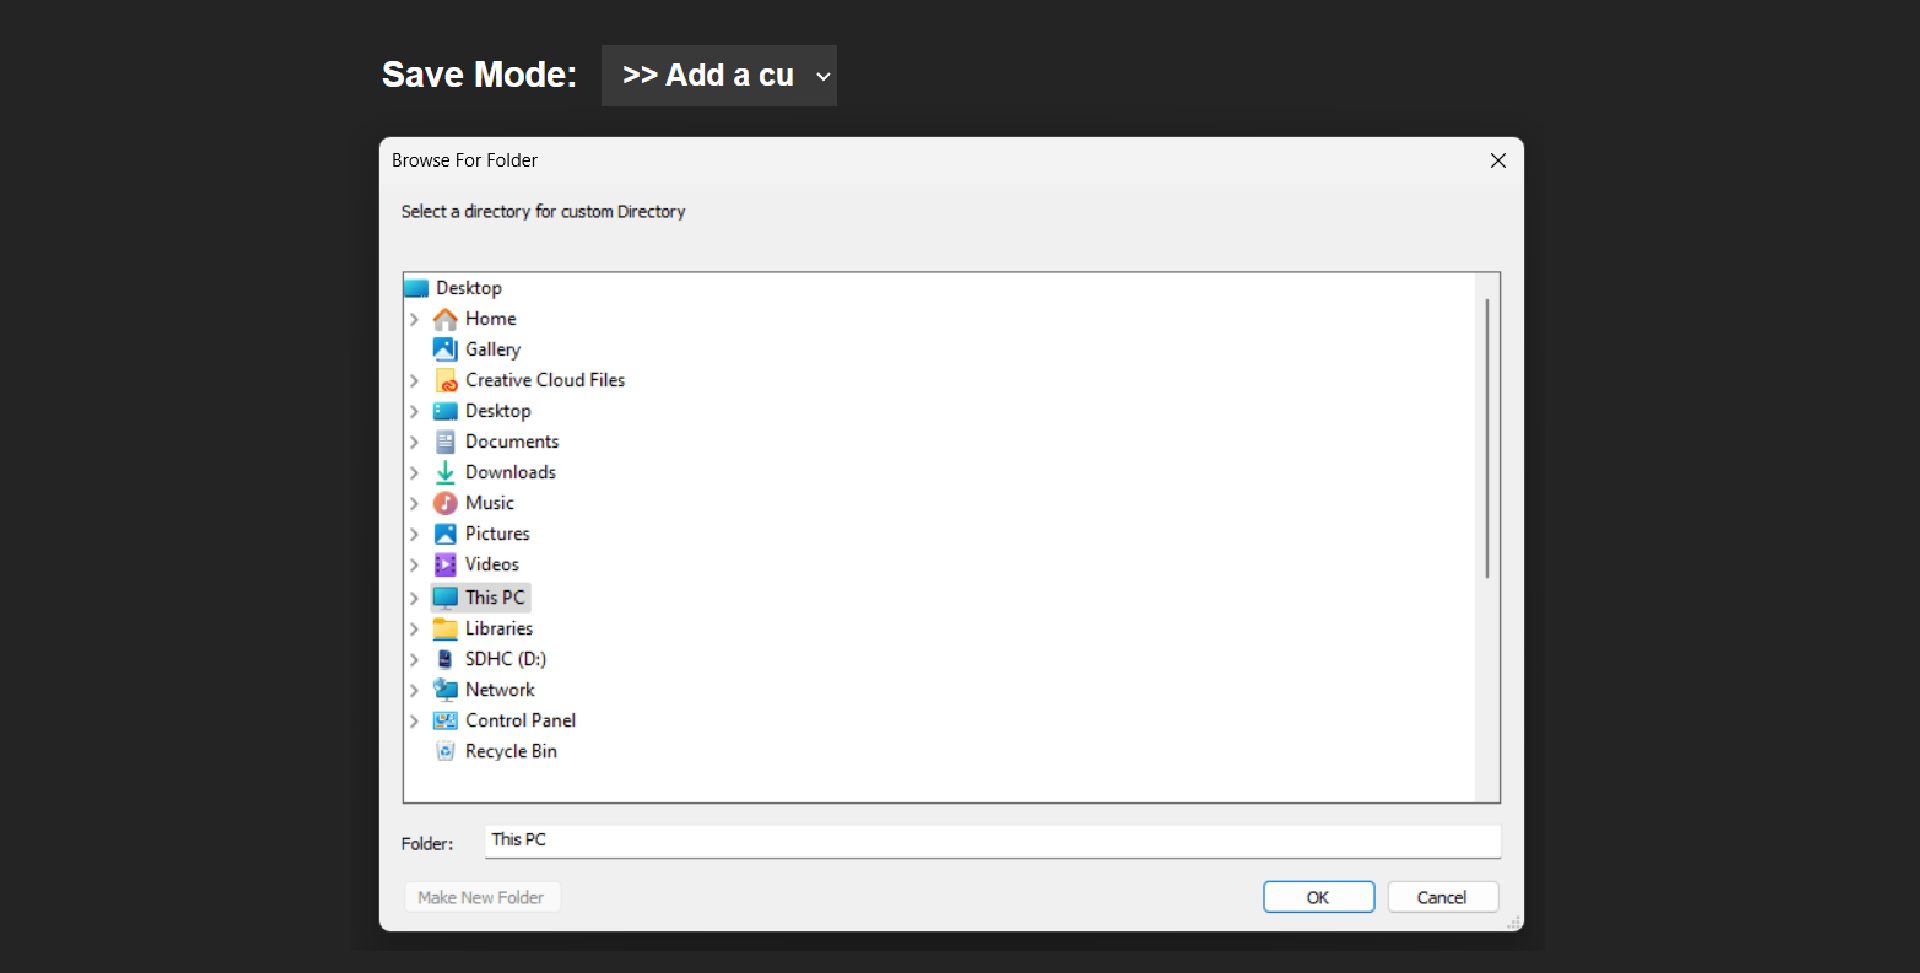 Save Mode: >> Add a cu
Browse For Folder
Select a directory for custom Directory
Desktop
Home
Gallery
Creative Cloud Files
Desktop
Documents
Downloads
Music
Pictures
Videos
This PC
Libraries
SDHC (D:)
Network
Control Panel
Recycle Bin
Folder: This PC
Make New Folder OK Cancel